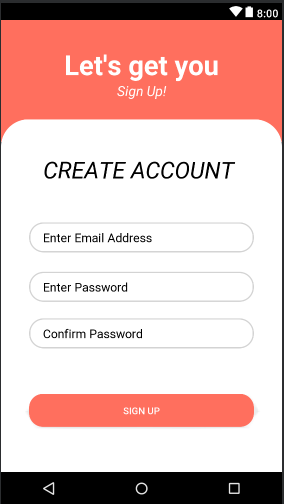 8:00
Let's get you
Sign Up!
CREATE ACCOUNT
Enter Email Address
Enter Password
Confirm Password
SIGN UP